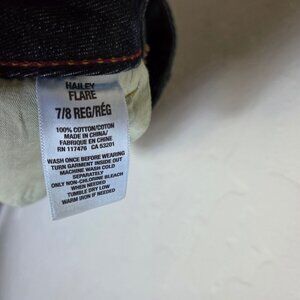 HAILEY
FLARE
7/8 REG/RÉG
100% COTTON/COTON
MADE IN CHINA/
FABRIQUE EN CHINE
RN 117476 CA 53201
WASH ONCE BEFORE WEARING
TURN GARMENT INSIDE OUT
MACHINE WASH COLD
SEPARATELY
ONLY NON-CHLORINE BLEACH
WHEN NEEDED
TUMBLE DRY LOW
WARM IRON IF NEEDED